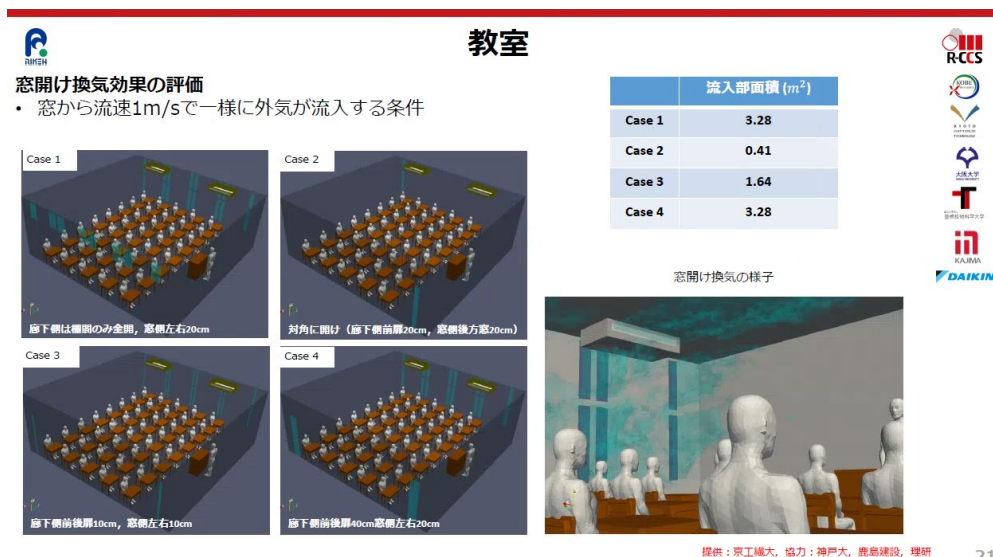 教室
RIKEN
R-CCS
窓開け換気効果の評価
• 窓から流速1m/sで一様に外気が流入する条件
流入部面積 (m²)
Case 1 3.28
Case 2 0.41
Case 3 1.64
Case 4 3.28
Case 1
廊下側は欄間のみ全開，窓側左右20cm
Case 2
対角に開け（廊下側前扉20cm，窓側後方窓20cm）
Case 3
廊下側前後扉10cm，窓側左右10cm
Case 4
廊下側前後扉40cm窓側左右20cm
窓開け換気の様子
KOBE
大阪大学
KAJIMA
DAIKIN
提供：京工繊大，協力：神戸大，鹿島建設，理研